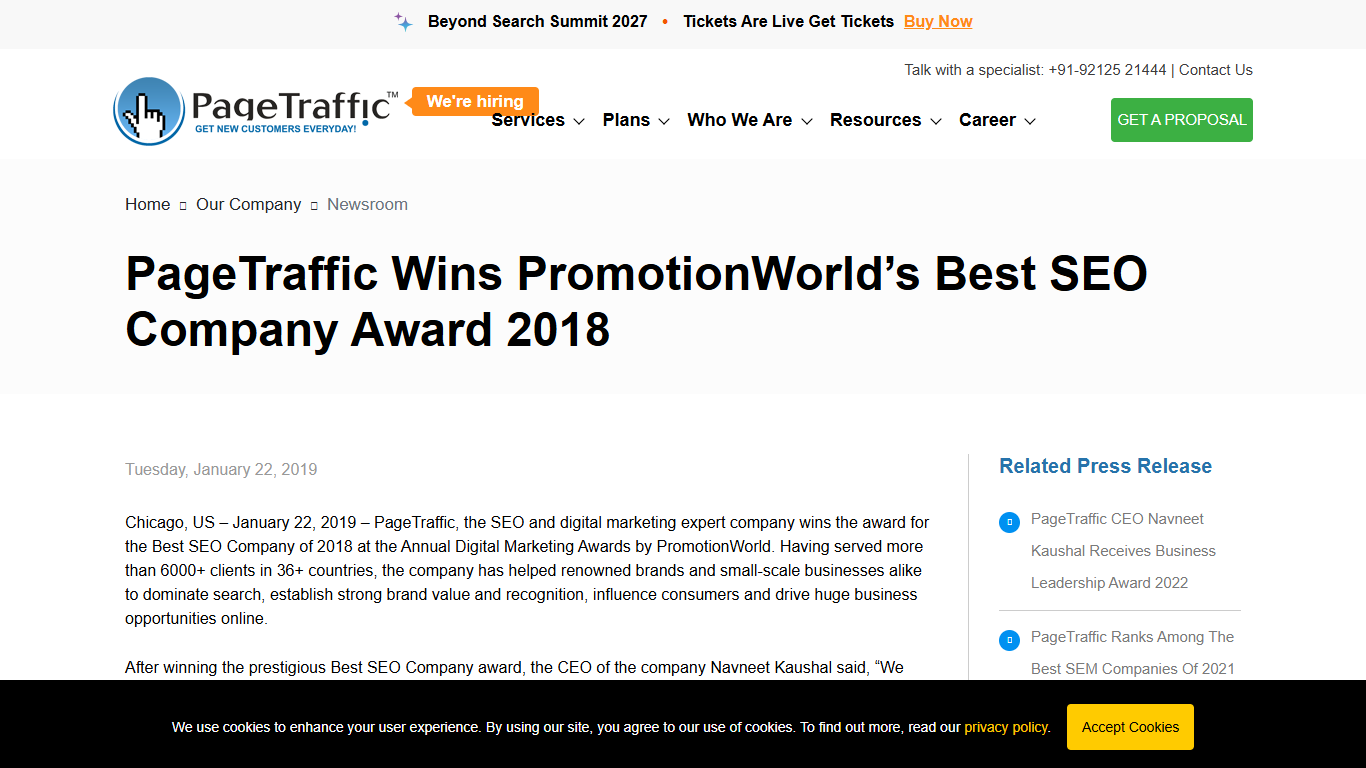 Beyond Search Summit 2027 • Tickets Are Live Get Tickets Buy Now
Talk with a specialist: +91-92125 21444 | Contact Us
PageTraffic™
GET NEW CUSTOMERS EVERYDAY!
We're hiring
Services Plans Who We Are Resources Career
GET A PROPOSAL
Home Our Company Newsroom
PageTraffic Wins PromotionWorld’s Best SEO
Company Award 2018
Tuesday, January 22, 2019
Chicago, US – January 22, 2019 – PageTraffic, the SEO and digital marketing expert company wins the award for
the Best SEO Company of 2018 at the Annual Digital Marketing Awards by PromotionWorld. Having served more
than 6000+ clients in 36+ countries, the company has helped renowned brands and small-scale businesses alike
to dominate search, establish strong brand value and recognition, influence consumers and drive huge business
opportunities online.
After winning the prestigious Best SEO Company award, the CEO of the company Navneet Kaushal said, “We
Related Press Release
PageTraffic CEO Navneet
Kaushal Receives Business
Leadership Award 2022
PageTraffic Ranks Among The
Best SEM Companies Of 2021
We use cookies to enhance your user experience. By using our site, you agree to our use of cookies. To find out more, read our privacy policy.
Accept Cookies